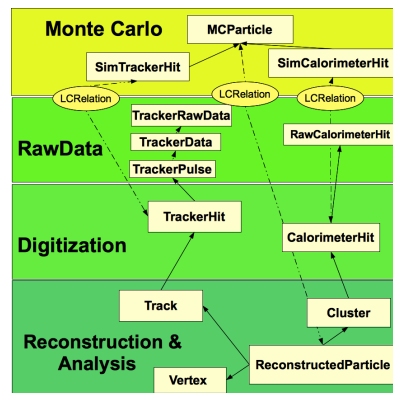 Monte Carlo
MCParticle
SimTrackerHit
SimCalorimeterHit
LCRelation
LCRelation
LCRelation
TrackerRawData
RawCalorimeterHit
TrackerData
RawData
TrackerPulse
TrackerHit
CalorimeterHit
Digitization
Track
Cluster
Reconstruction &
Analysis
ReconstructedParticle
Vertex